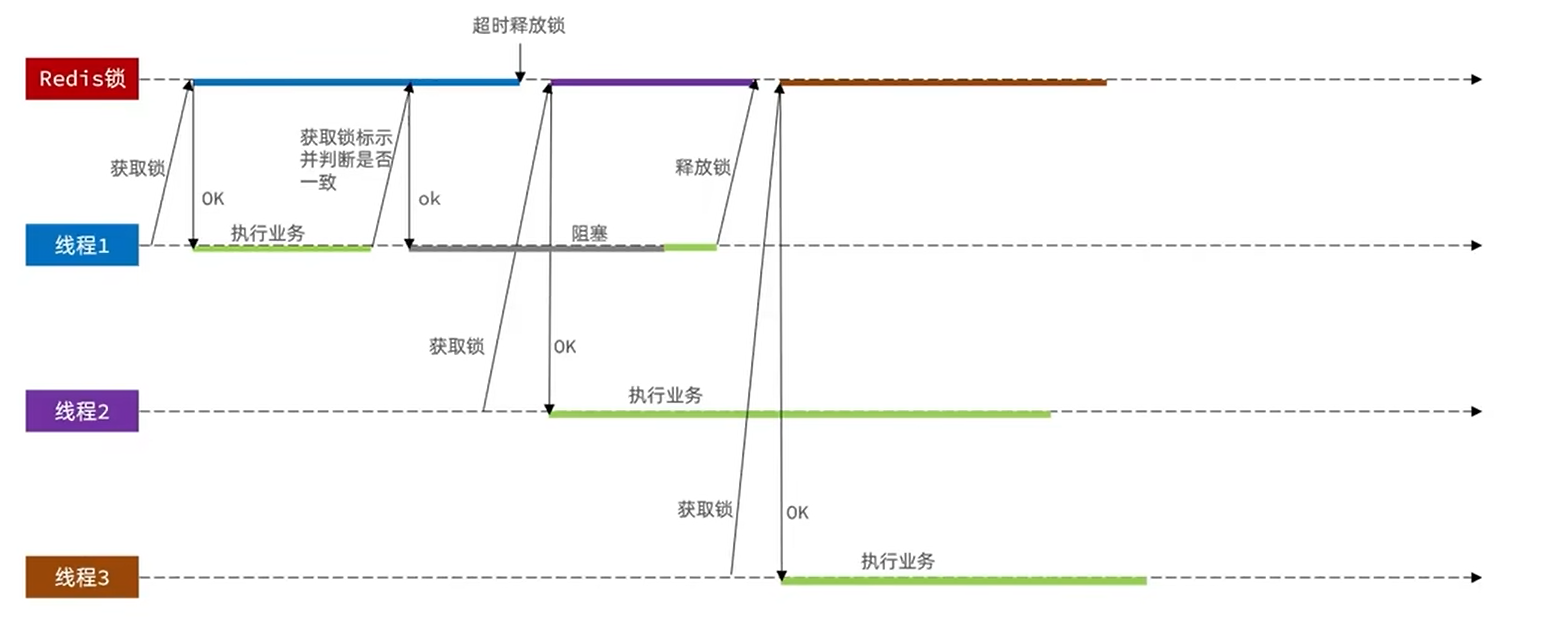 超时释放锁
Redis锁
获取锁标示
并判断是否
一致
获取锁
释放锁
OK
ok
线程1
执行业务
阻塞
获取锁
OK
线程2
执行业务
获取锁
OK
线程3
执行业务